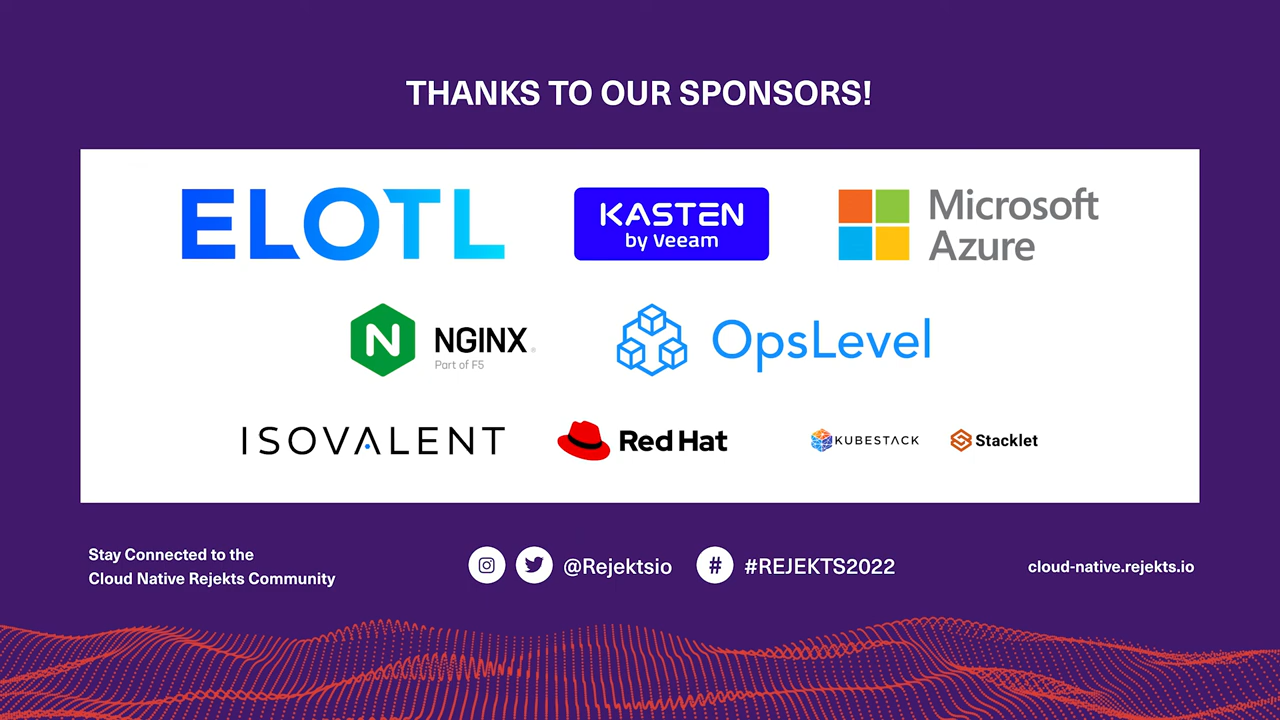 THANKS TO OUR SPONSORS!
ELOTL
KASTEN
by Veeam
Microsoft
Azure
N
NGINX
Part of F5
OpsLevel
ISOVALENT
Red Hat
KUBESTACK
Stacklet
Stay Connected to the
Cloud Native Rejekts Community
@Rejektsio
# #REJEKTS2022
cloud-native.rejekts.io